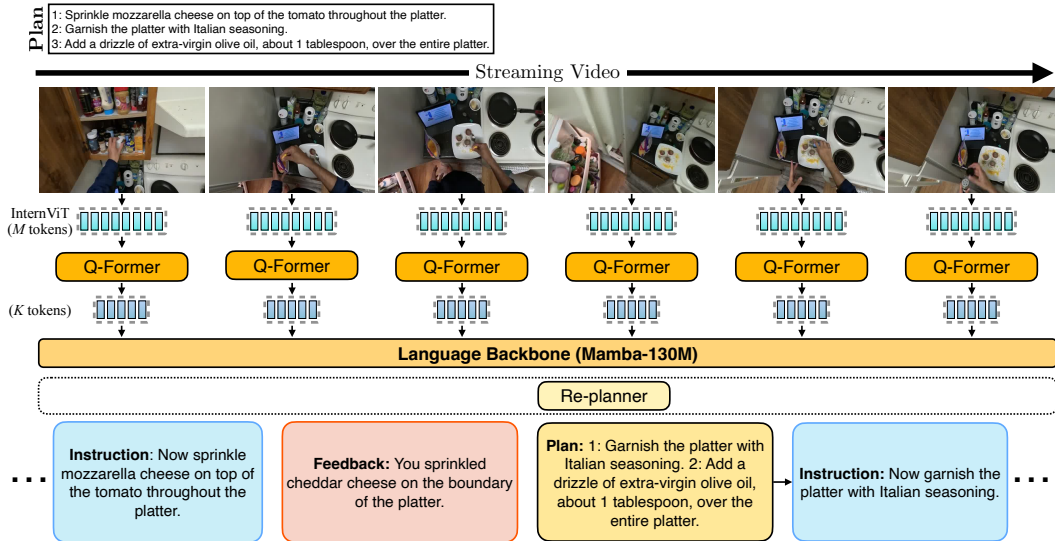 Plan
1: Sprinkle mozzarella cheese on top of the tomato throughout the platter.
2: Garnish the platter with Italian seasoning.
3: Add a drizzle of extra-virgin olive oil, about 1 tablespoon, over the entire platter.
Streaming Video
InternViT
(M tokens)
Q-Former Q-Former Q-Former Q-Former Q-Former Q-Former
(K tokens)
Language Backbone (Mamba-130M)
Re-planner
...
Instruction: Now sprinkle
mozzarella cheese on top of
the tomato throughout the
platter.
Feedback: You sprinkled
cheddar cheese on the boundary
of the platter.
Plan: 1: Garnish the platter with
Italian seasoning. 2: Add a
drizzle of extra-virgin olive oil,
about 1 tablespoon, over the
entire platter.
Instruction: Now garnish the
platter with Italian seasoning.
...